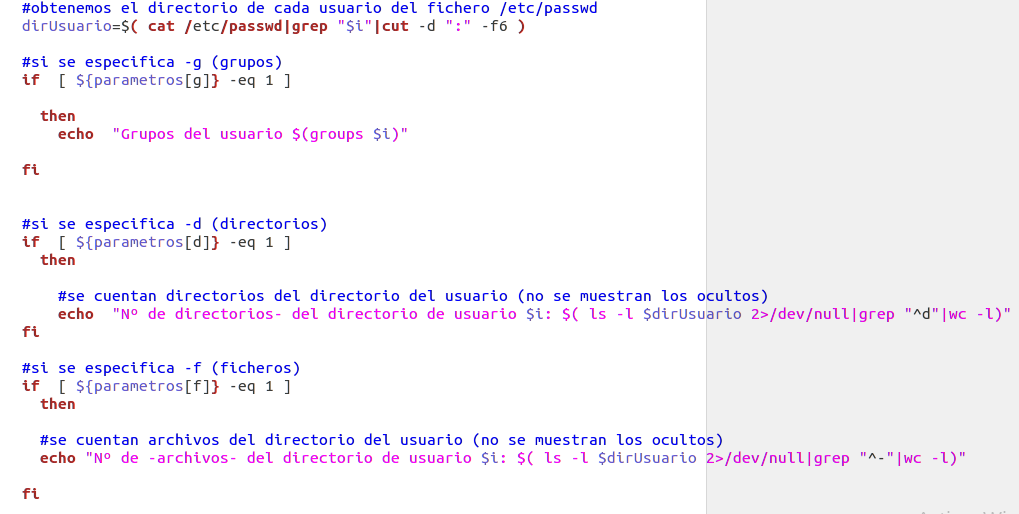 #obtenemos el directorio de cada usuario del fichero /etc/passwd
dirUsuario=$( cat /etc/passwd|grep "$i"|cut -d ":" -f6 )
#si se especifica -g (grupos)
if  [ ${parametros[g]} -eq 1 ]
then
echo  "Grupos del usuario $(groups $i)"
fi
#si se especifica -d (directorios)
if  [ ${parametros[d]} -eq 1 ]
then
#se cuentan directorios del directorio del usuario (no se muestran los ocultos)
echo  "Nº de directorios- del directorio de usuario $i: $( ls -l $dirUsuario 2>/dev/null|grep "^d"|wc -l)"
fi
#si se especifica -f (ficheros)
if  [ ${parametros[f]} -eq 1 ]
then
#se cuentan archivos del directorio del usuario (no se muestran los ocultos)
echo "Nº de -archivos- del directorio de usuario $i: $( ls -l $dirUsuario 2>/dev/null|grep "^-"|wc -l)"
fi